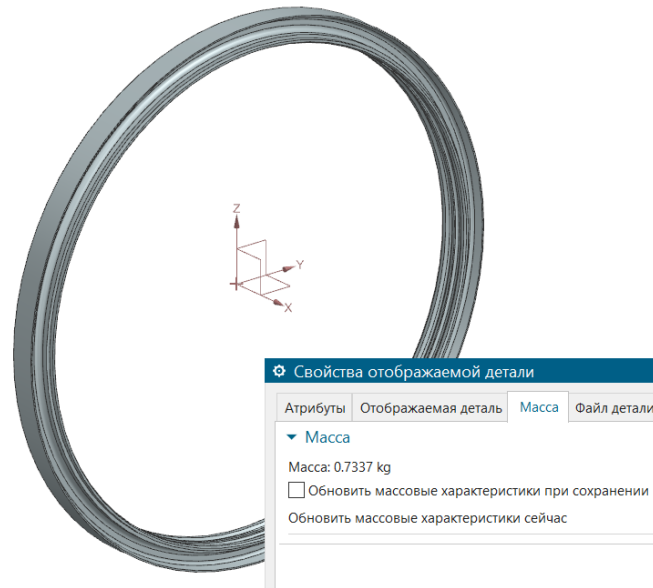 Z
Y
X
Свойства отображаемой детали
Атрибуты Отображаемая деталь Масса Файл детали
Масса
Масса: 0.7337 kg
Обновить массовые характеристики при сохранении
Обновить массовые характеристики сейчас